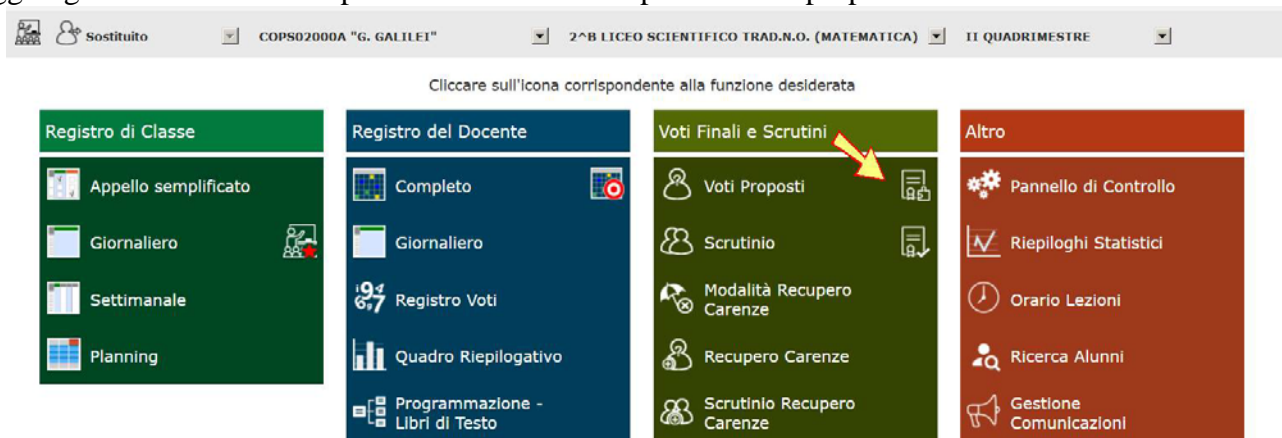 Sostituito COPS02000A "G. GALILEI" 2^B LICEO SCIENTIFICO TRAD.N.O. (MATEMATICA) II QUADRIMESTRE
Cliccare sull'icona corrispondente alla funzione desiderata
Registro di Classe
Appello semplificato
Giornaliero
Settimanale
Planning
Registro del Docente
Completo
Giornaliero
Registro Voti
Quadro Riepilogativo
Programmazione -
Libri di Testo
Voti Finali e Scrutini
Voti Proposti
Scrutinio
Modalità Recupero
Carenze
Recupero Carenze
Scrutinio Recupero
Carenze
Altro
Pannello di Controllo
Riepiloghi Statistici
Orario Lezioni
Ricerca Alunni
Gestione
Comunicazioni